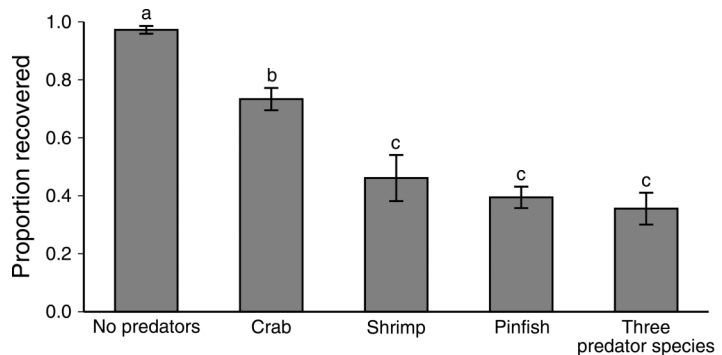 Proportion recovered
1.0
0.8
0.6
0.4
0.2
0.0
a
b
c
c
c
No predators
Crab
Shrimp
Pinfish
Three
predator species